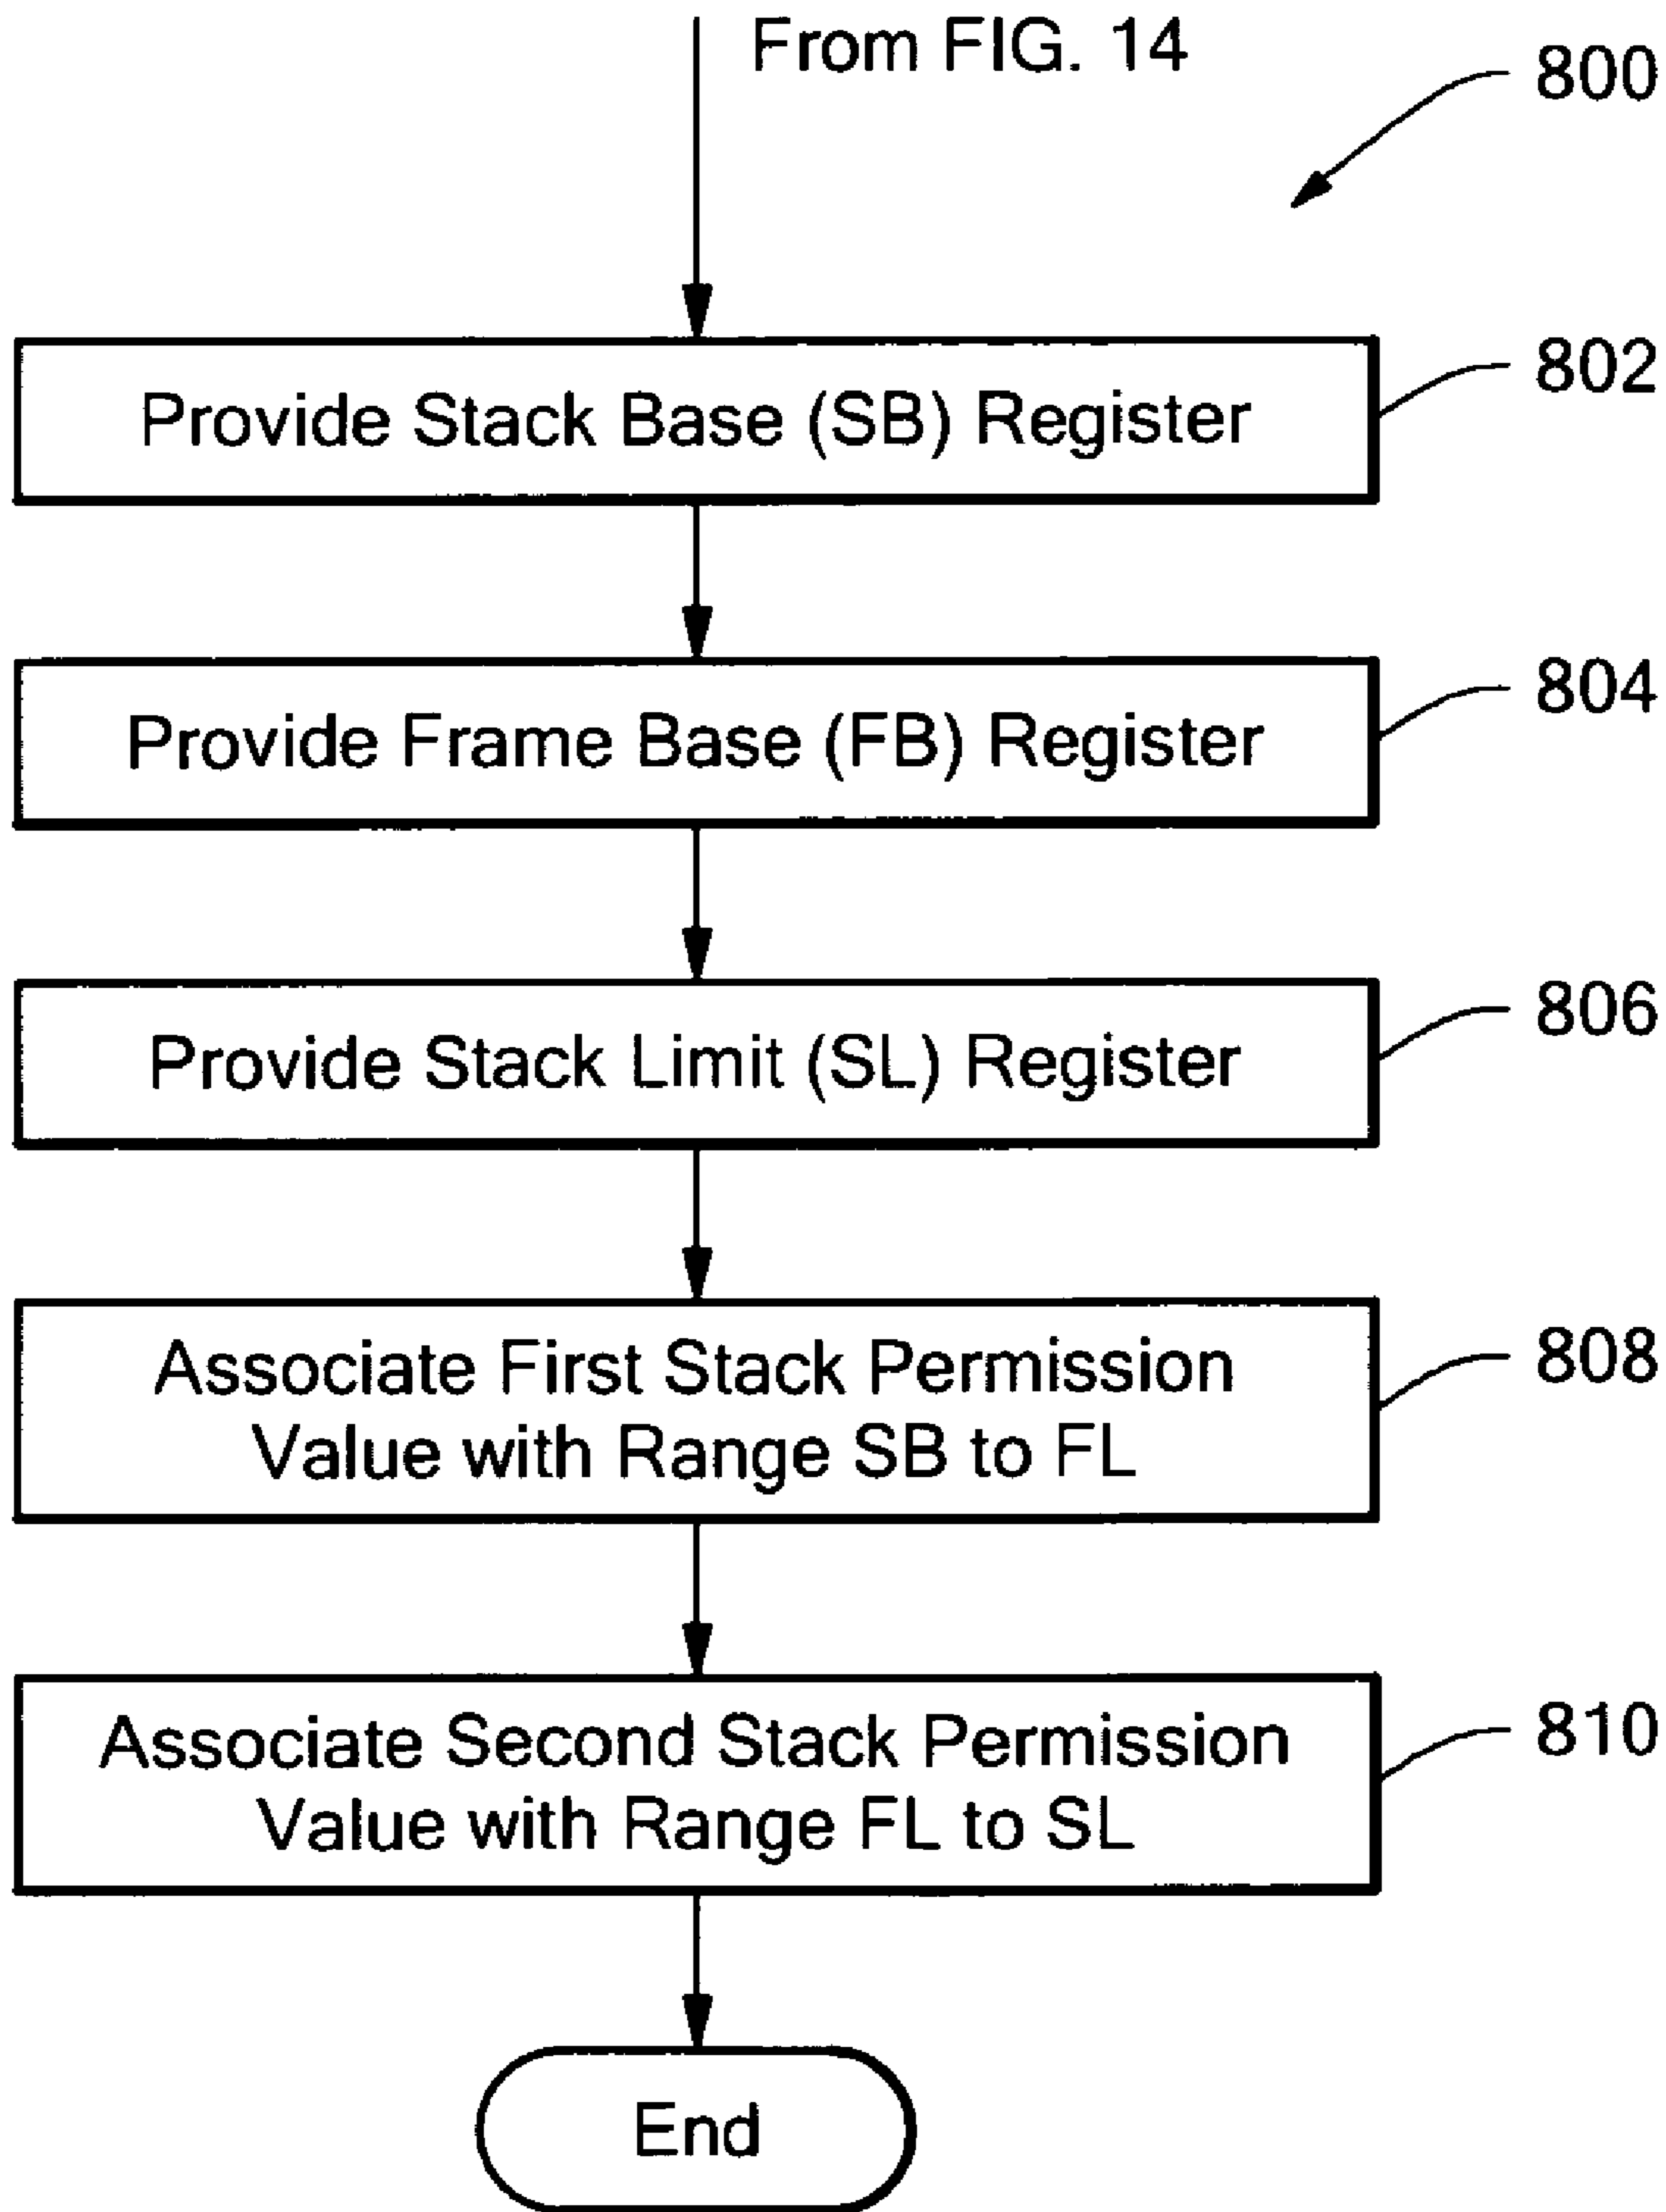 From FIG. 14
800
Provide Stack Base (SB) Register
802
Provide Frame Base (FB) Register
804
Provide Stack Limit (SL) Register
806
Associate First Stack Permission
Value with Range SB to FL
808
Associate Second Stack Permission
Value with Range FL to SL
810
End